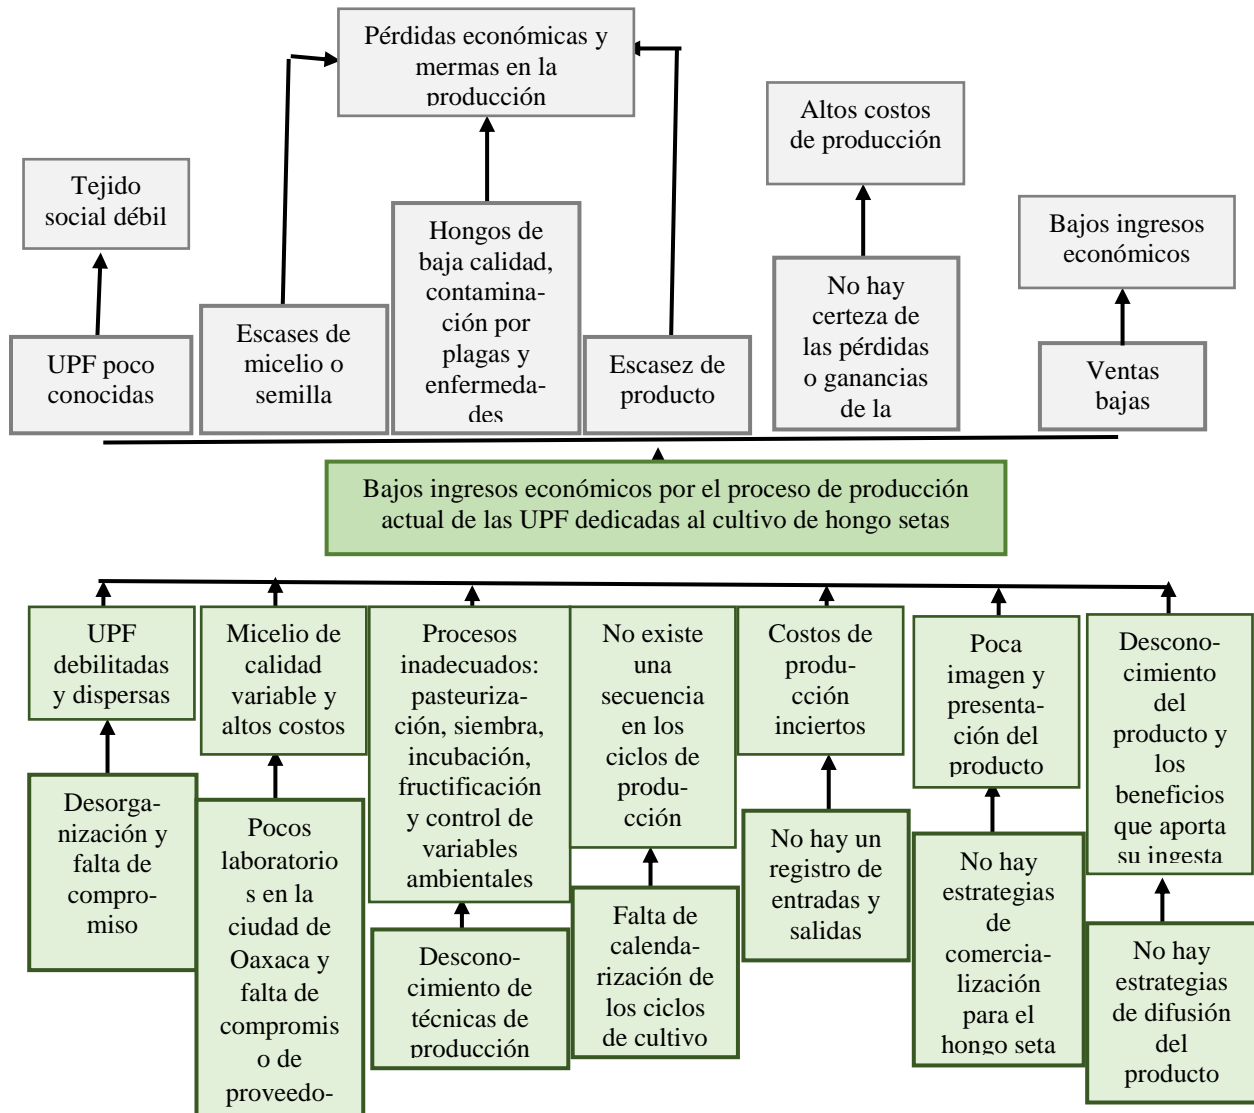 Pérdidas económicas y
mermas en la
producción
Altos costos
de producción
Tejido
social débil
Bajos ingresos
económicos
UPF poco
conocidas
Escases de
micelio o
semilla
Hongos de
baja calidad,
contamina-
ción por
plagas y
enfermeda-
des
Escasez de
producto
No hay
certeza de
las pérdidas
o ganancias
de la
Ventas
bajas
Bajos ingresos económicos por el proceso de producción
actual de las UPF dedicadas al cultivo de hongo setas
UPF
debilitadas
y dispersas
Micelio de
calidad
variable y
altos costos
Procesos
inadecuados:
pasteuriza-
ción, siembra,
incubación,
fructificación
y control de
variables
ambientales
No existe
una
secuencia
en los
ciclos de
produ-
cción
Costos de
produ-
cción
inciertos
Poca
imagen y
presenta-
ción del
producto
Descono-
cimiento
del
producto y
los
beneficios
que aporta
su ingesta
Desorga-
nización y
falta de
compro-
miso
Pocos
laboratorio
s en la
ciudad de
Oaxaca y
falta de
compromis
o de
proveedo-
Descono-
cimiento de
técnicas de
producción
Falta de
calenda-
rización de
los ciclos
de cultivo
No hay un
registro de
entradas y
salidas
No hay
estrategias
de
comercia-
lización
para el
hongo seta
No hay
estrategias
de difusión
del
producto